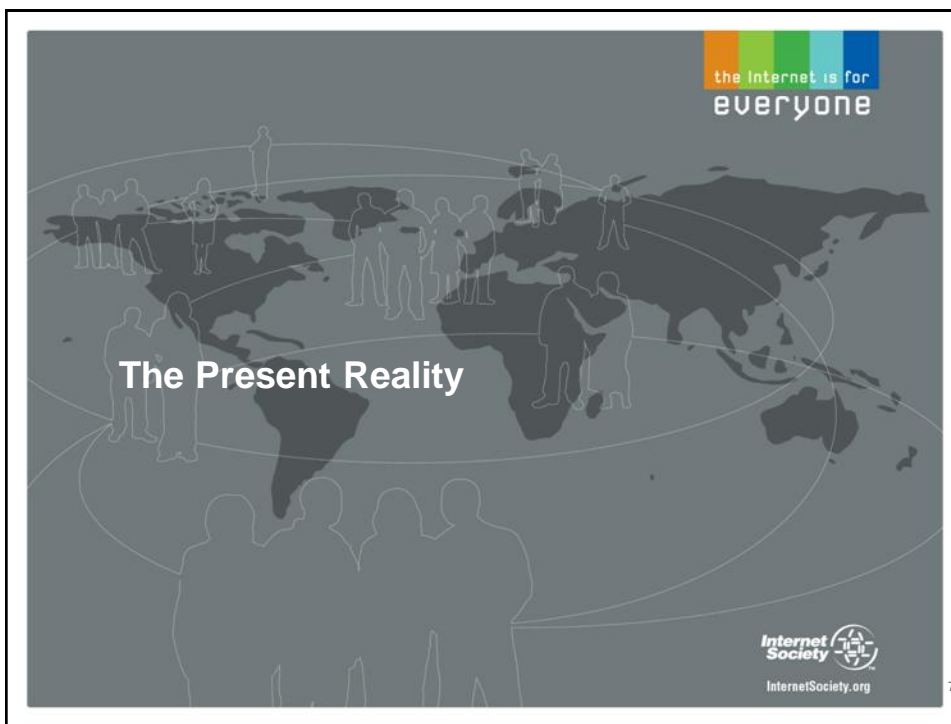 the Internet is for
everyone
The Present Reality
Internet
Society
InternetSociety.org
7